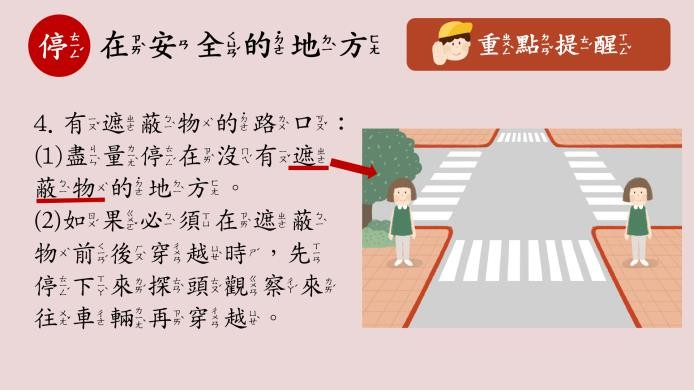 停在安全的地方
重點提醒
4. 有遮蔽物的路口：
(1)盡量停在沒有遮
蔽物的地方。
(2)如果必須在遮蔽
物前後穿越時，先
停下來探頭觀察來
往車輛再穿越。